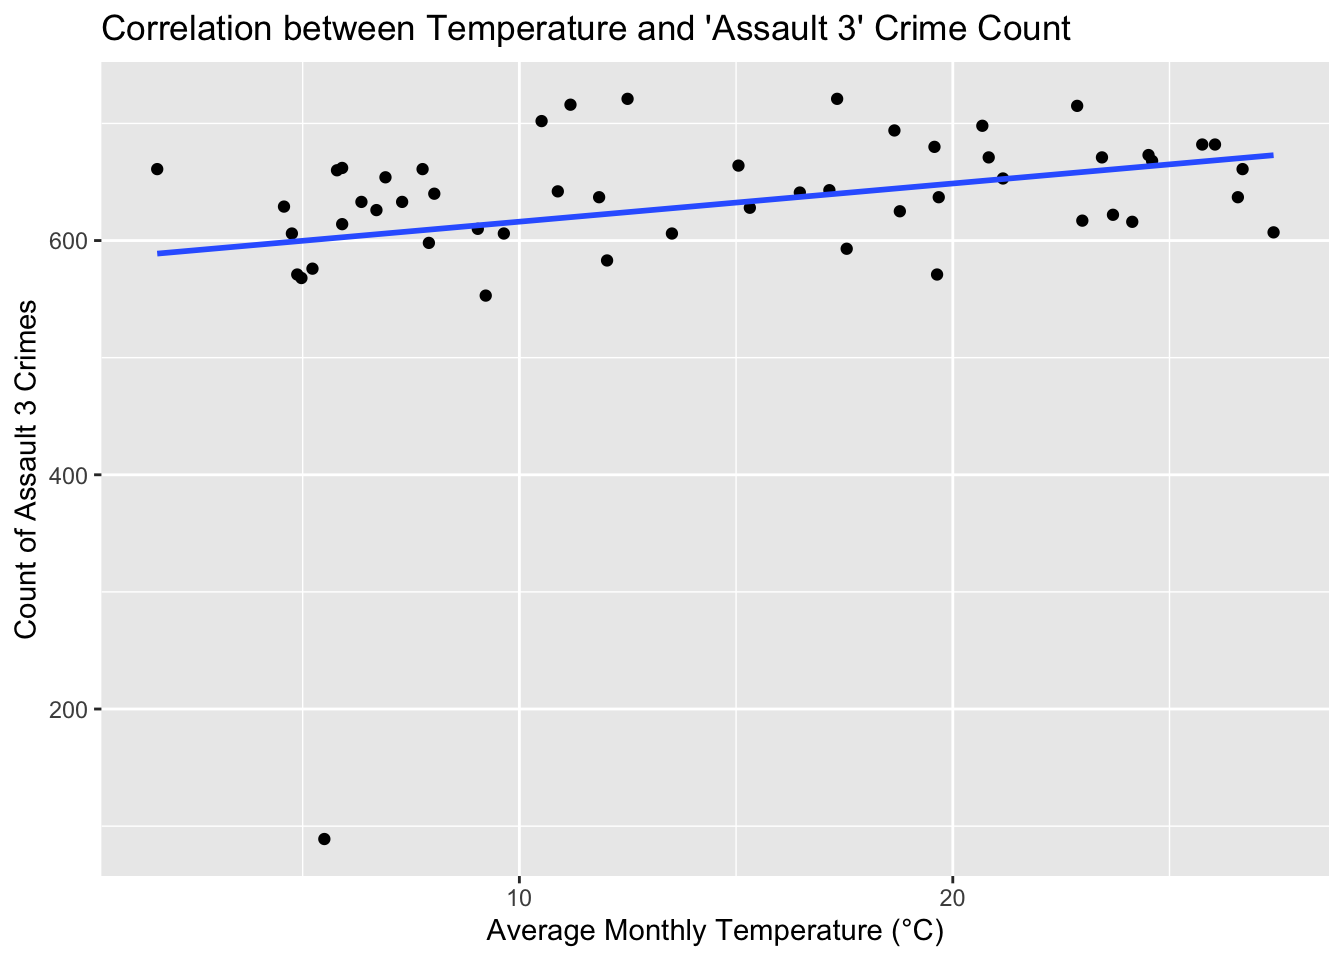 Correlation between Temperature and 'Assault 3' Crime Count
Count of Assault 3 Crimes
600
400
200
10
20
Average Monthly Temperature (°C)